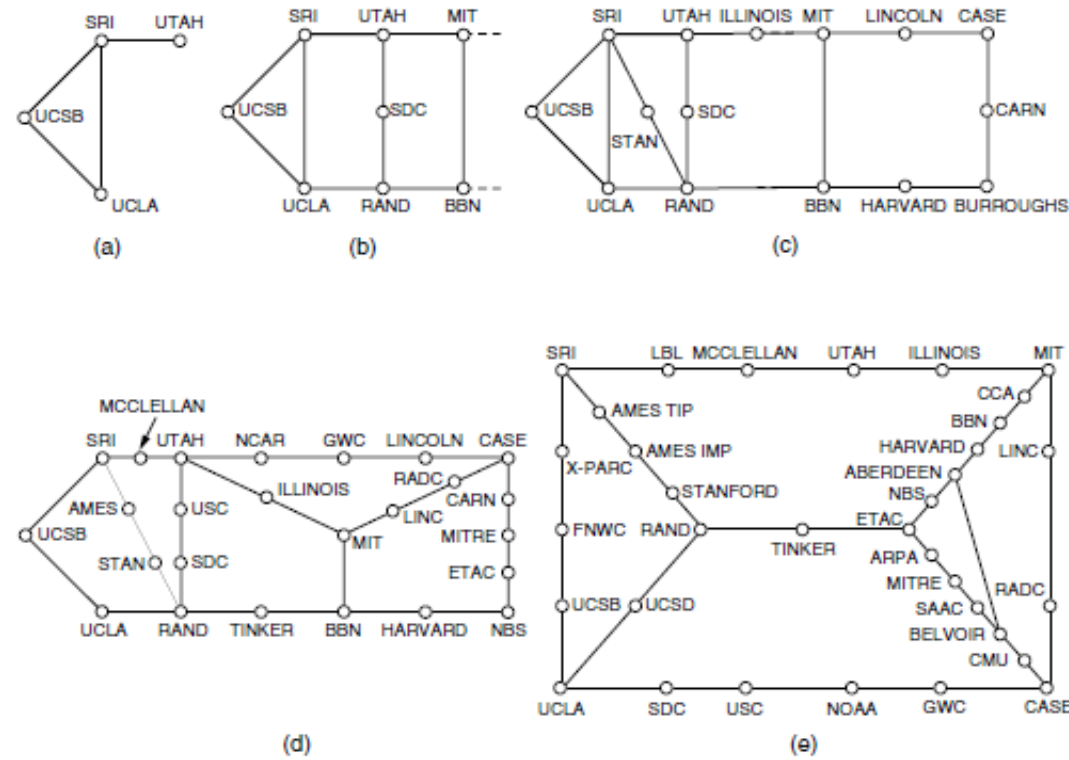 SRI UTAH
UCSB
UCLA
(a)
SRI UTAH MIT
UCSB SDC
UCLA RAND BBN
(b)
SRI UTAH ILLINOIS MIT LINCOLN CASE
UCSB SDC CARN
STAN
UCLA RAND BBN HARVARD BURROUGHS
(c)
MCCLELLAN
SRI UTAH NCAR GWC LINCOLN CASE
RADC
ILLINOIS CARN
AMES USC LINC
UCSB MIT MITRE
STAN SDC ETAC
UCLA RAND TINKER BBN HARVARD NBS
(d)
SRI LBL MCCLELLAN UTAH ILLINOIS MIT
CCA
AMES TIP
BBN
AMES IMP HARVARD LINC
X-PARC
ABERDEEN
STANFORD NBS
FNWC RAND ETAC
TINKER
ARPA
MITRE
UCSB UCSD SAAC RADC
BELVOIR
CMU
UCLA SDC USC NOAA GWC CASE
(e)